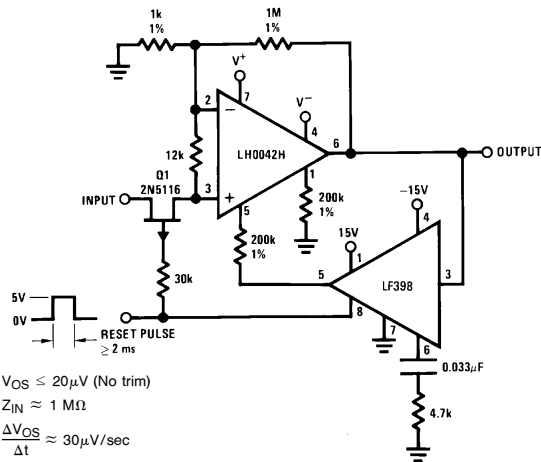 1k
1%
1M
1%
V+
7
2
−
V−
4
6
12k
LH0042H
OUTPUT
Q1
2N5116
INPUT
3
+
1
5
200k
1%
−15V
4
200k
1%
15V
1
5
LF398
3
30k
8
5V
0V
RESET PULSE
≥ 2 ms
7
6
0.033μF
4.7k
VOS ≤ 20μV (No trim)
ZIN ≈ 1 MΩ
ΔVOS
Δt
≈ 30μV/sec